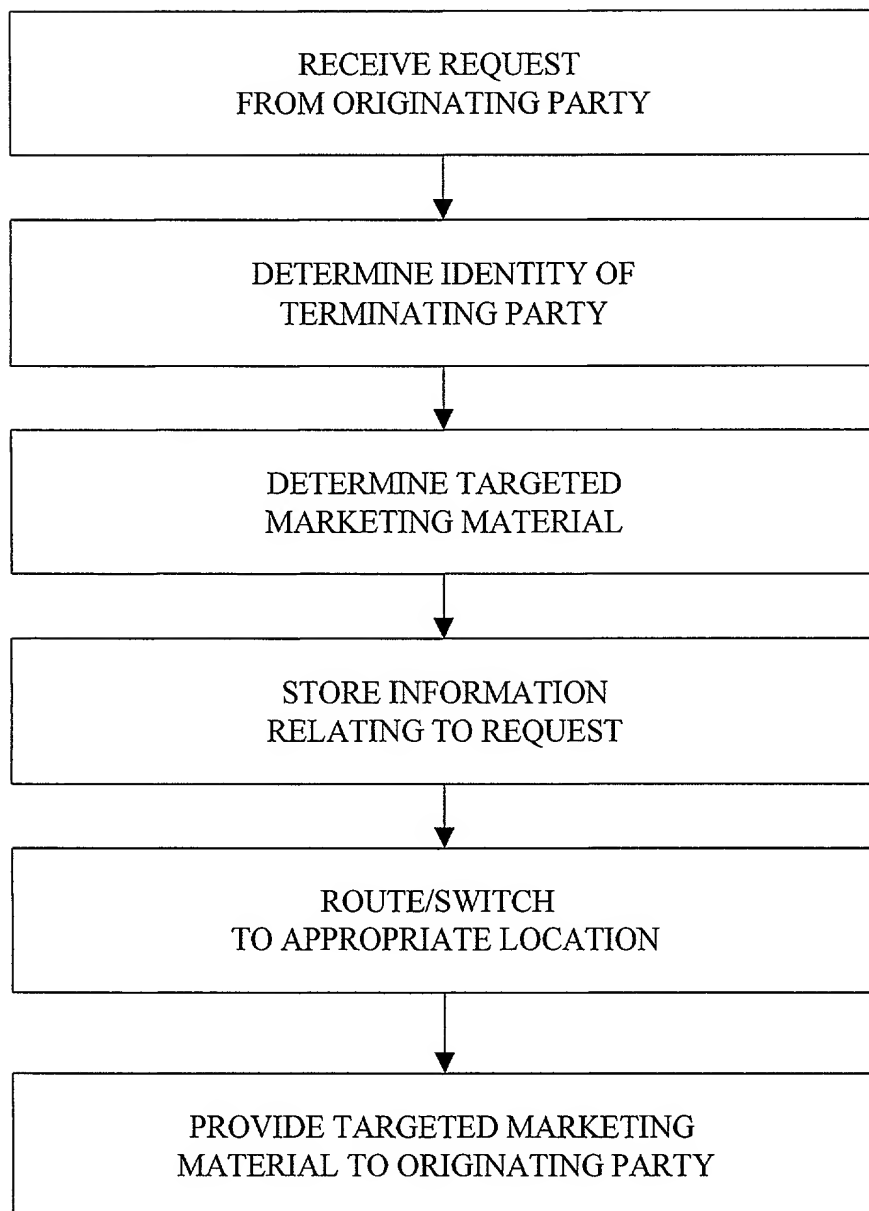 RECEIVE REQUEST
FROM ORIGINATING PARTY
DETERMINE IDENTITY OF
TERMINATING PARTY
DETERMINE TARGETED
MARKETING MATERIAL
STORE INFORMATION
RELATING TO REQUEST
ROUTE/SWITCH
TO APPROPRIATE LOCATION
PROVIDE TARGETED MARKETING
MATERIAL TO ORIGINATING PARTY